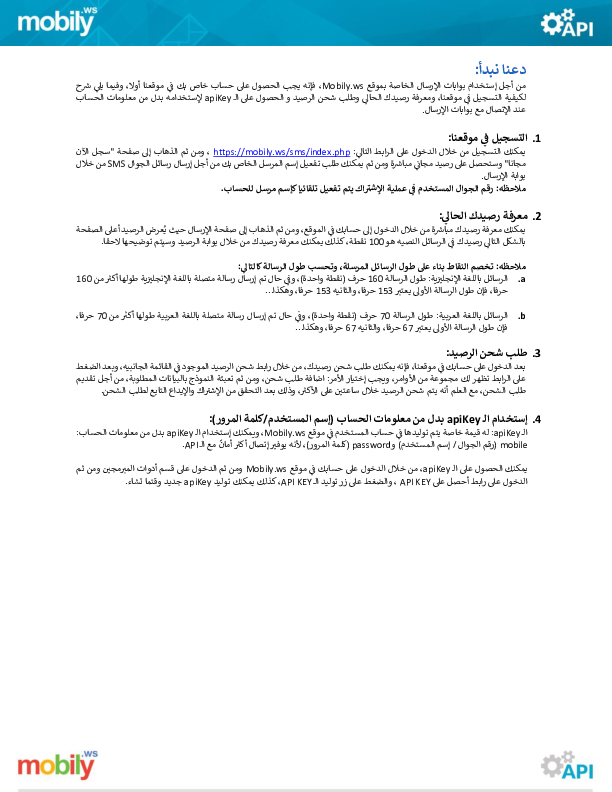 mobily.ws
API
دعنا نبدأ:
من أجل إستخدام بوابات الإرسال الخاصة بموقع Mobily.ws، فإنه يجب الحصول على حساب خاص بك في موقعنا أولا، وفيما يلي شرح
لكيفية التسجيل في موقعنا، ومعرفة رصيدك الحالي وطلب شحن الرصيد و الحصول على الـ apiKey لإستخدامه بدل من معلومات الحساب
عند الإتصال مع بوابات الإرسال.
1. التسجيل في موقعنا:
يمكنك التسجيل من خلال الدخول على الرابط التالي: https://mobily.ws/sms/index.php ، ومن ثم الذهاب إلى صفحة "سجل الآن
مجانا" وستحصل على رصيد مجاني مباشرة ومن ثم يمكنك طلب تفعيل إسم المرسل الخاص بك من أجل إرسال رسائل الجوال SMS من خلال
بوابة الإرسال.
ملاحظه: رقم الجوال المستخدم في عملية الإشتراك يتم تفعيل تلقائيا كإسم مرسل للحساب.
2. معرفة رصيدك الحالي:
يمكنك معرفة رصيدك مباشرة من خلال الدخول إلى حسابك في الموقع، ومن ثم الذهاب إلى صفحة الإرسال حيث يُعرض الرصيد أعلى الصفحة
بالشكل التالي رصيدك في الرسائل النصيه هو 100 نقطة، كذلك يمكنك معرفة رصيدك من خلال بوابة الرصيد وسيتم توضيحها لاحقا.
ملاحظه: تخصم النقاط بناء على طول الرسائل المرسلة، وتحسب طول الرسالة كالتالي:
a. الرسائل باللغة الإنجليزية: طول الرسالة 160 حرف (نقطة واحدة)، وفي حال تم إرسال رسالة متصلة باللغة الإنجليزية طولها أكثر من 160
حرفا، فإن طول الرسالة الأولى يعتبر 153 حرفا، والثانيه 153 حرفا، وهكذا...
b. الرسائل باللغة العربية: طول الرسالة 70 حرف (نقطة واحدة)، وفي حال تم إرسال رسالة متصلة باللغة العربية طولها أكثر من 70 حرفا،
فإن طول الرسالة الأولى يعتبر 67 حرفا، والثانيه 67 حرفا، وهكذا...
3. طلب شحن الرصيد:
بعد الدخول على حسابك في موقعنا، فإنه يمكنك طلب شحن رصيدك، من خلال رابط شحن الرصيد الموجود في القائمة الجانبيه، وبعد الضغط
على الرابط تظهر لك مجموعة من الأوامر، ويجب إختيار الأمر: اضافة طلب شحن، ومن ثم تعبئة النموذج بالبيانات المطلوبة، من أجل تقديم
طلب الشحن، مع العلم أنه يتم شحن الرصيد خلال ساعتين على الأكثر، وذلك بعد التحقق من الإشتراك والإيداع التابع لطلب الشحن.
4. إستخدام الـ apiKey بدل من معلومات الحساب (إسم المستخدم/كلمة المرور):
الـ apiKey: له قيمة خاصة يتم توليدها في حساب المستخدم في موقع Mobily.ws، ويمكنك إستخدام الـ apiKey بدل من معلومات الحساب:
mobile (رقم الجوال / إسم المستخدم) وpassword (كلمة المرور)، لأنه يوفير إتصال أكثر أمانً مع الـ API.
يمكنك الحصول على الـ apiKey، من خلال الدخول على حسابك في موقع Mobily.ws ومن ثم الدخول على قسم أدوات المبرمجين ومن ثم
الدخول على رابط أحصل على API KEY ، والضغط على زر توليد الـ API KEY، كذلك يمكنك توليد apiKey جديد وقتما تشاء.
mobily.ws
API